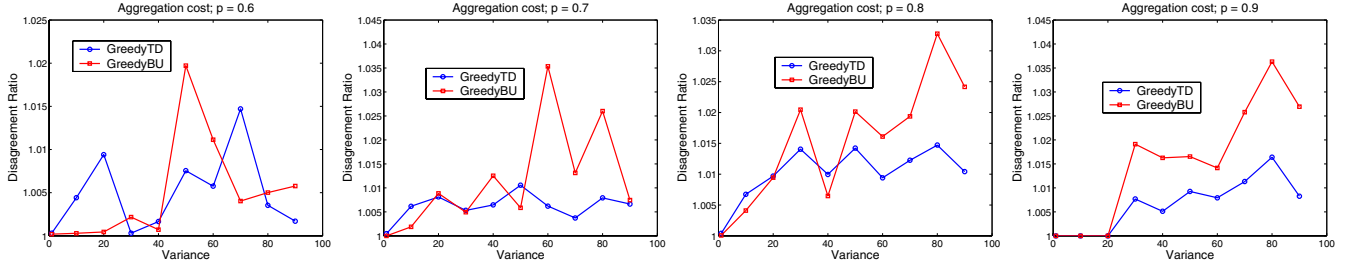 Aggregation cost; p = 0.6
Disagreement Ratio
1.025
1.02
1.015
1.01
1.005
1
GreedyTD
GreedyBU
0 20 40 60 80 100
Variance
Aggregation cost; p = 0.7
Disagreement Ratio
1.045
1.04
1.035
1.03
1.025
1.02
1.015
1.01
1.005
1
GreedyTD
GreedyBU
0 20 40 60 80 100
Variance
Aggregation cost; p = 0.8
Disagreement Ratio
1.035
1.03
1.025
1.02
1.015
1.01
1.005
1
GreedyTD
GreedyBU
0 20 40 60 80 100
Variance
Aggregation cost; p = 0.9
Disagreement Ratio
1.045
1.04
1.035
1.03
1.025
1.02
1.015
1.01
1.005
1
GreedyTD
GreedyBU
0 20 40 60 80 100
Variance